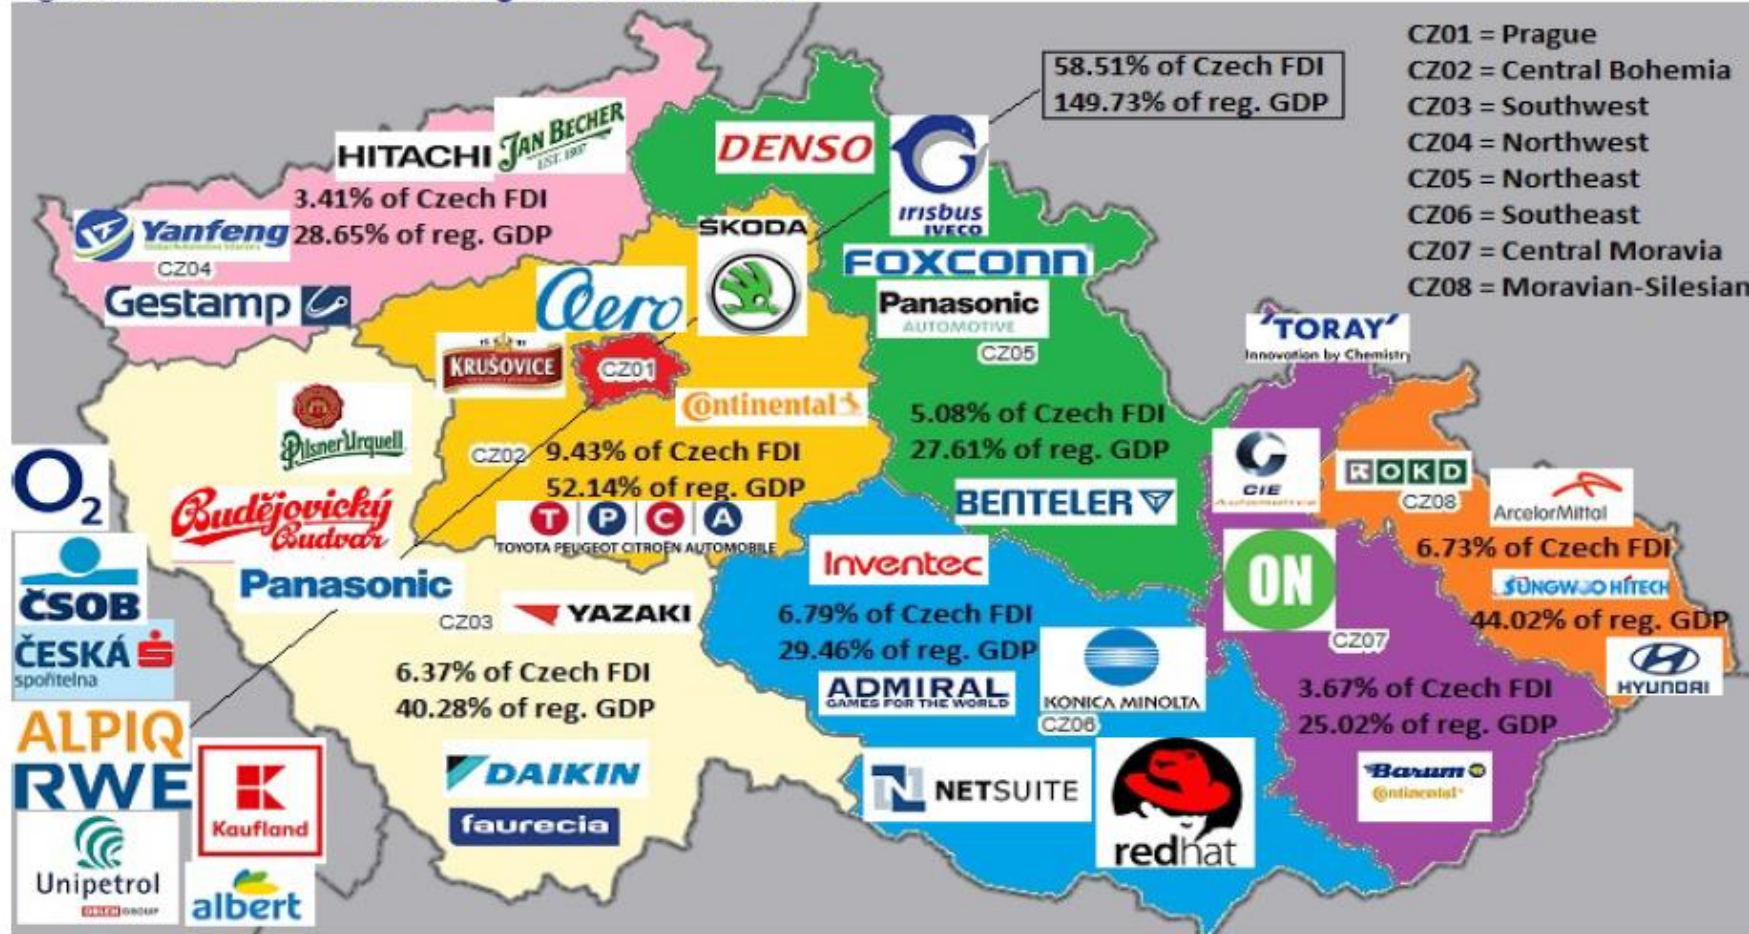 58.51% of Czech FDI
149.73% of reg. GDP
CZ01 = Prague
CZ02 = Central Bohemia
CZ03 = Southwest
CZ04 = Northwest
CZ05 = Northeast
CZ06 = Southeast
CZ07 = Central Moravia
CZ08 = Moravian-Silesian
HITACHI
JAN BECHER
EST. 1807
3.41% of Czech FDI
28.65% of reg. GDP
Yanfeng
CZ04
Gestamp
DENSO
irisbus
IVECO
FOXCONN
Panasonic
AUTOMOTIVE
CZ05
5.08% of Czech FDI
27.61% of reg. GDP
BENTELER
ŠKODA
Aero
KRUŠOVICE
CZ01
Continental
CZ02
9.43% of Czech FDI
52.14% of reg. GDP
T P C A
TOYOTA PEUGEOT CITROËN AUTOMOBILE
Pilsner Urquell
Budějovický
Budvar
Panasonic
CZ03
YAZAKI
6.37% of Czech FDI
40.28% of reg. GDP
DAIKIN
faurecia
O2
ČSOB
ČESKÁ S
spořitelna
ALPIQ
RWE
K
Kaufland
Unipetrol
ORLEN GROUP
albert
Inventec
6.79% of Czech FDI
29.46% of reg. GDP
ADMIRAL
GAMES FOR THE WORLD
KONICA MINOLTA
CZ06
N NETSUITE
redhat
'TORAY'
Innovation by Chemistry
CIE
Automotive
ON
CZ07
3.67% of Czech FDI
25.02% of reg. GDP
Barum
Continental
OKD
CZ08
ArcelorMittal
6.73% of Czech FDI
SUNGWOO HITECH
44.02% of reg. GDP
HYUNDAI